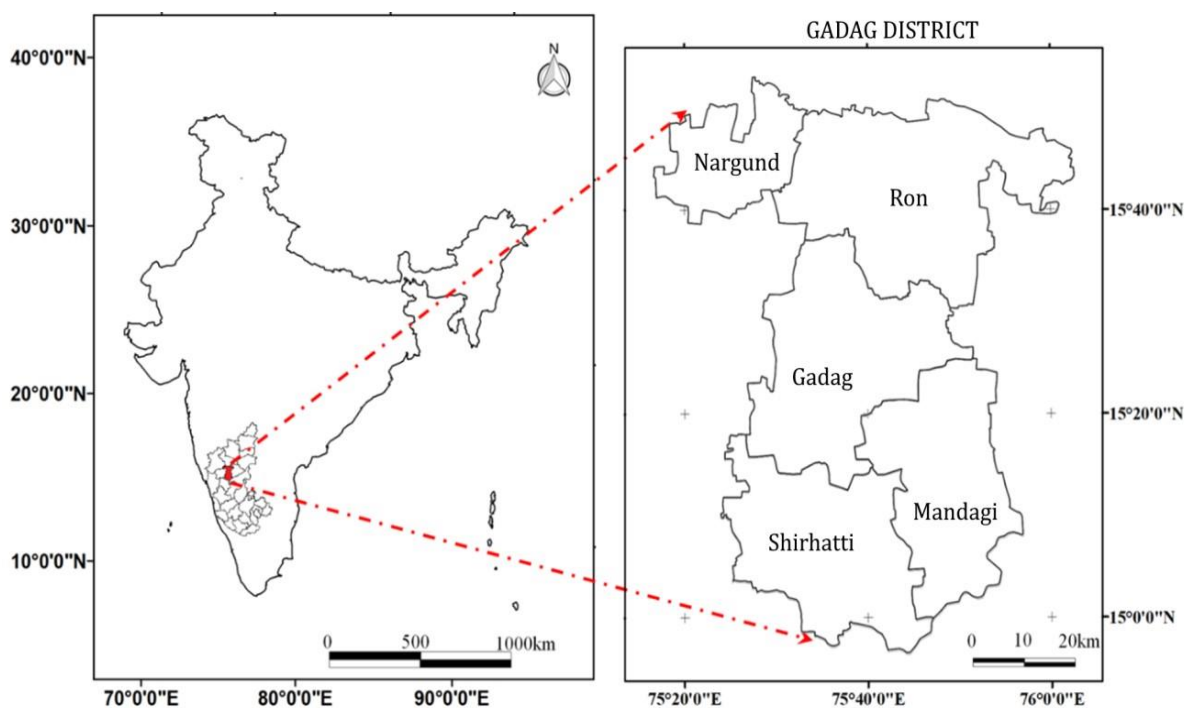 GADAG DISTRICT
N
40°0'0"N
30°0'0"N
20°0'0"N
10°0'0"N
70°0'0"E
80°0'0"E
90°0'0"E
0
500
1000km
Nargund
Ron
Gadag
Mandagi
Shirhatti
15°40'0"N
15°20'0"N
15°0'0"N
0
10
20km
75°20'0"E
75°40'0"E
76°0'0"E